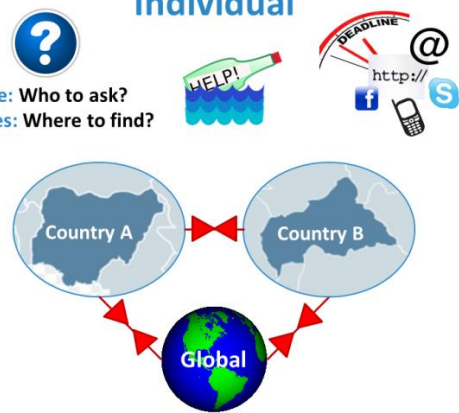 Individual
HELP!
DEADLINE
@
http://
f
S
e: Who to ask?
es: Where to find?
Country A
Country B
Global